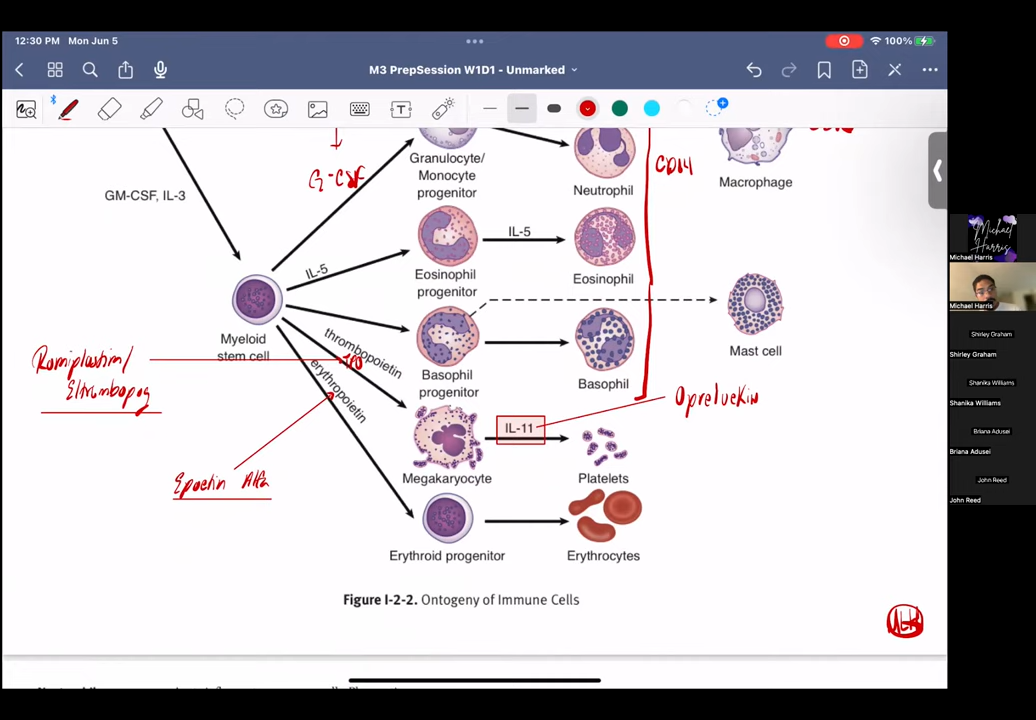 12:30 PM Mon Jun 5
100%
M3 PrepSession W1D1 - Unmarked
GM-CSF, IL-3
G-CSF
Granulocyte/
Monocyte
progenitor
Neutrophil
CD14
Macrophage
IL-5
Eosinophil
progenitor
IL-5
Eosinophil
Myeloid
stem cell
Basophil
progenitor
Basophil
Mast cell
thrombopoietin
TPO
erythropoietin
Romiplostim/
Eltrombopag
Epoetin Alfa
Megakaryocyte
IL-11
Oprelvekin
Platelets
Erythroid progenitor
Erythrocytes
Figure I-2-2. Ontogeny of Immune Cells
Michael
Harris
Michael Harris
Michael Harris
Shirley Graham
Shirley Graham
Shanika Williams
Shanika Williams
Briana Adusei
Briana Adusei
John Reed
John Reed